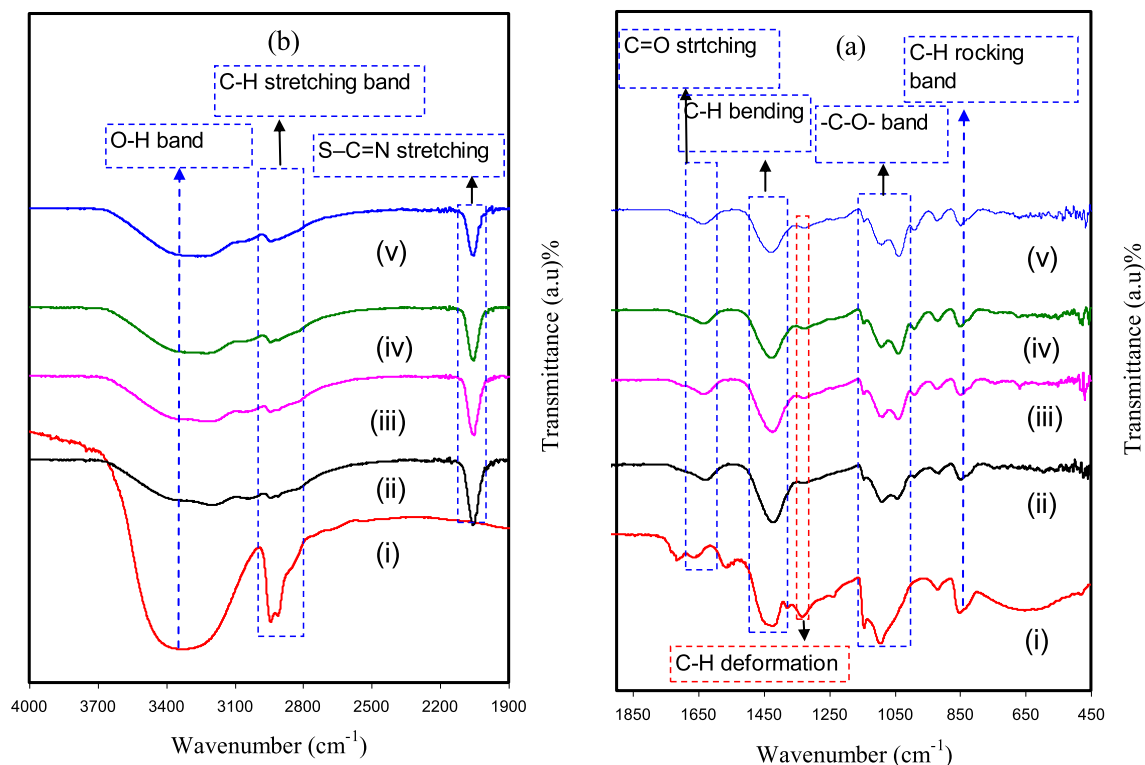 (b)
C-H stretching band
O-H band
S–C=N stretching
(v)
(iv)
(iii)
(ii)
(i)
4000 3700 3400 3100 2800 2500 2200 1900
Wavenumber (cm-1)
Transmittance (a.u)%
(a)
C=O strtching
C-H rocking
band
C-H bending
-C-O- band
(v)
(iv)
(iii)
(ii)
(i)
C-H deformation
1850 1650 1450 1250 1050 850 650 450
Wavenumber (cm-1)
Transmittance (a.u)%